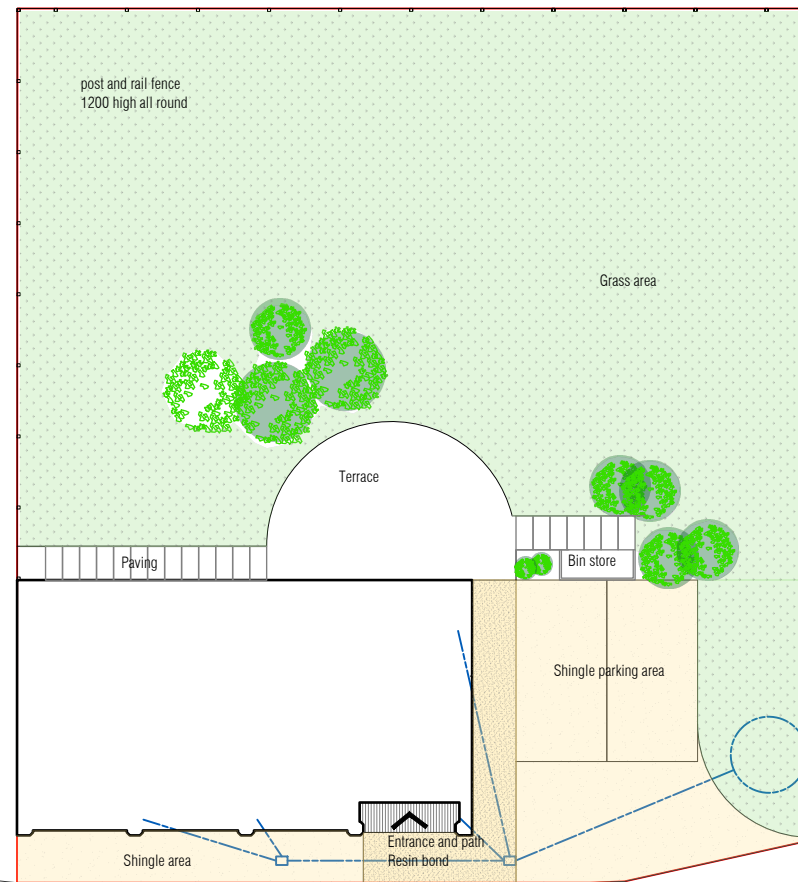 post and rail fence
1200 high all round
Grass area
Terrace
Paving
Bin store
Shingle parking area
Entrance and path
Resin bond
Shingle area